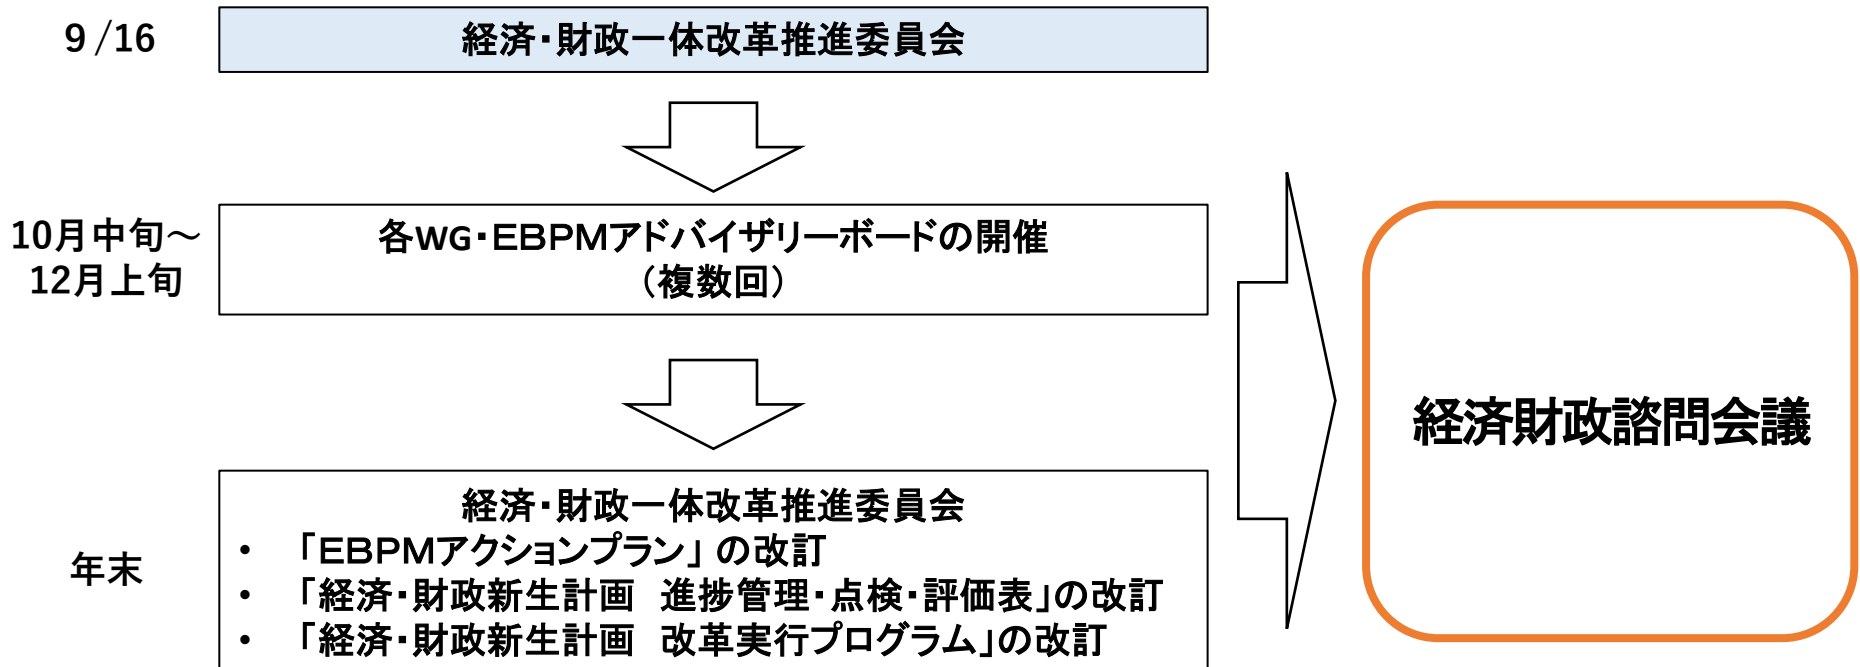 9/16
経済・財政一体改革推進委員会
10月中旬～
12月上旬
各WG・EBPMアドバイザリーボードの開催
（複数回）
年末
経済・財政一体改革推進委員会
• 「EBPMアクションプラン」の改訂
• 「経済・財政新生計画　進捗管理・点検・評価表」の改訂
• 「経済・財政新生計画　改革実行プログラム」の改訂
経済財政諮問会議